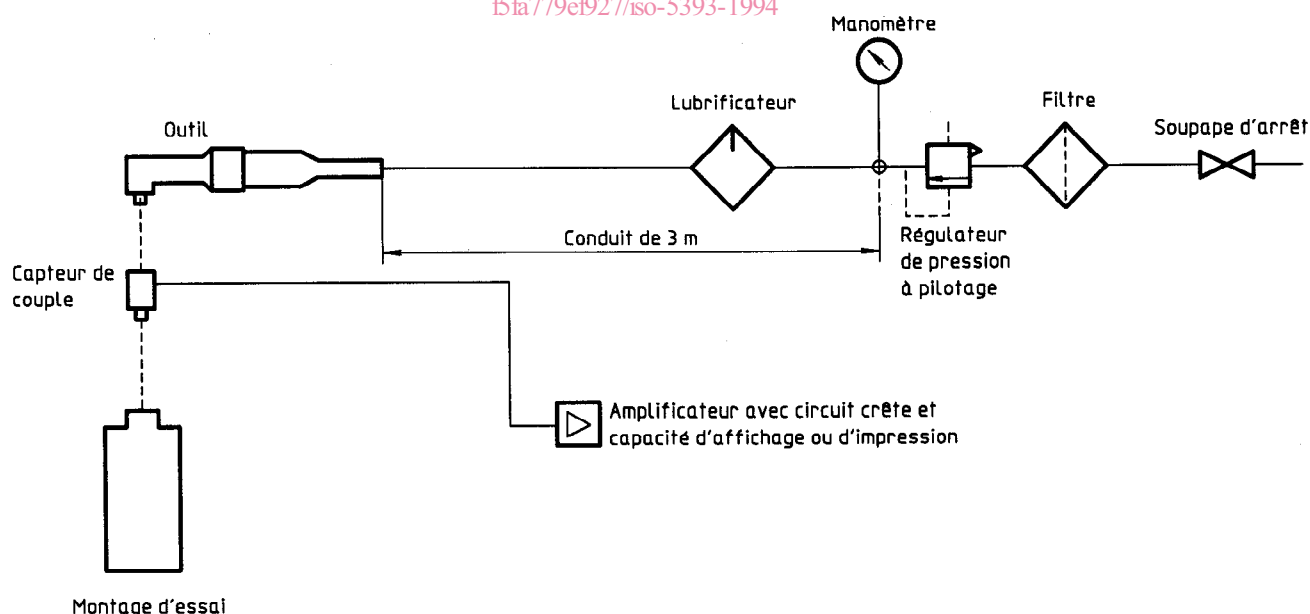 f5fa779ef927/iso-5393-1994
Manomètre
Lubrificateur
Filtre
Soupape d'arrêt
Outil
Conduit de 3 m
Régulateur
de pression
à pilotage
Capteur de
couple
Amplificateur avec circuit crête et
capacité d'affichage ou d'impression
Montage d'essai